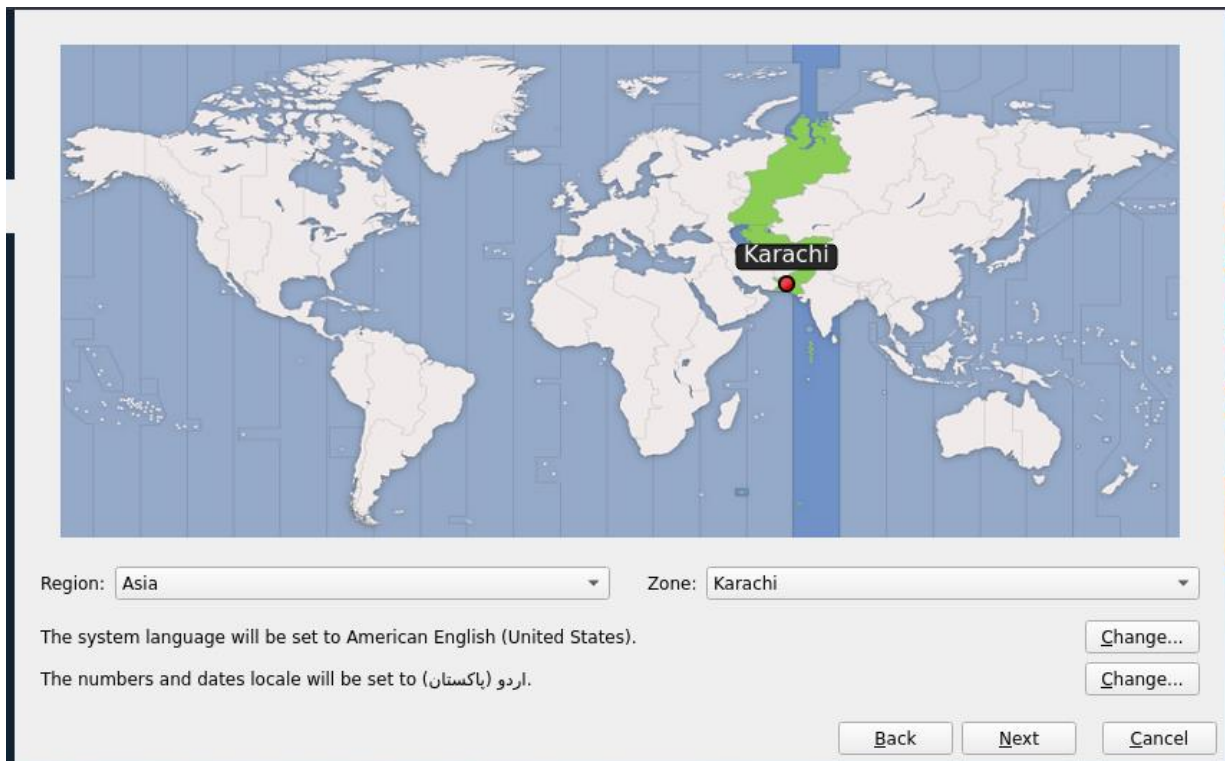 Karachi
Region: Asia Zone: Karachi
The system language will be set to American English (United States). Change...
The numbers and dates locale will be set to اردو (پاکستان). Change...
Back Next Cancel